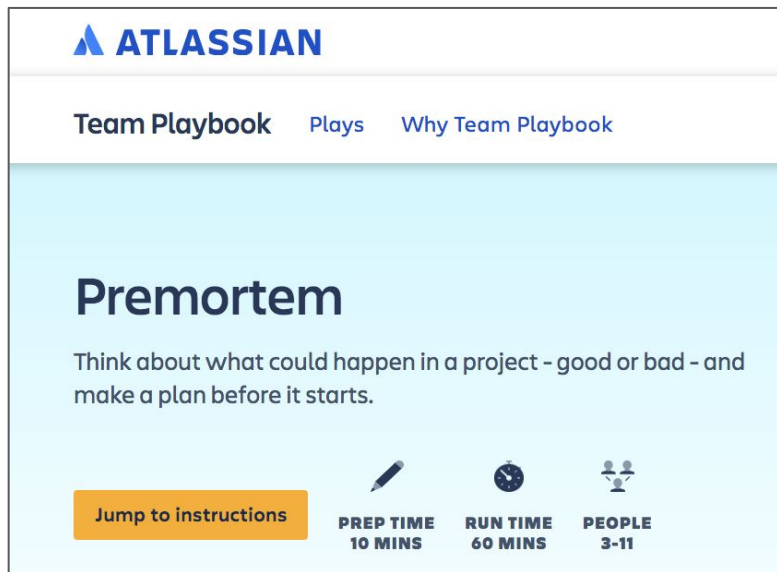 ATLASSIAN
Team Playbook Plays Why Team Playbook
Premortem
Think about what could happen in a project - good or bad - and
make a plan before it starts.
Jump to instructions
PREP TIME
10 MINS
RUN TIME
60 MINS
PEOPLE
3-11